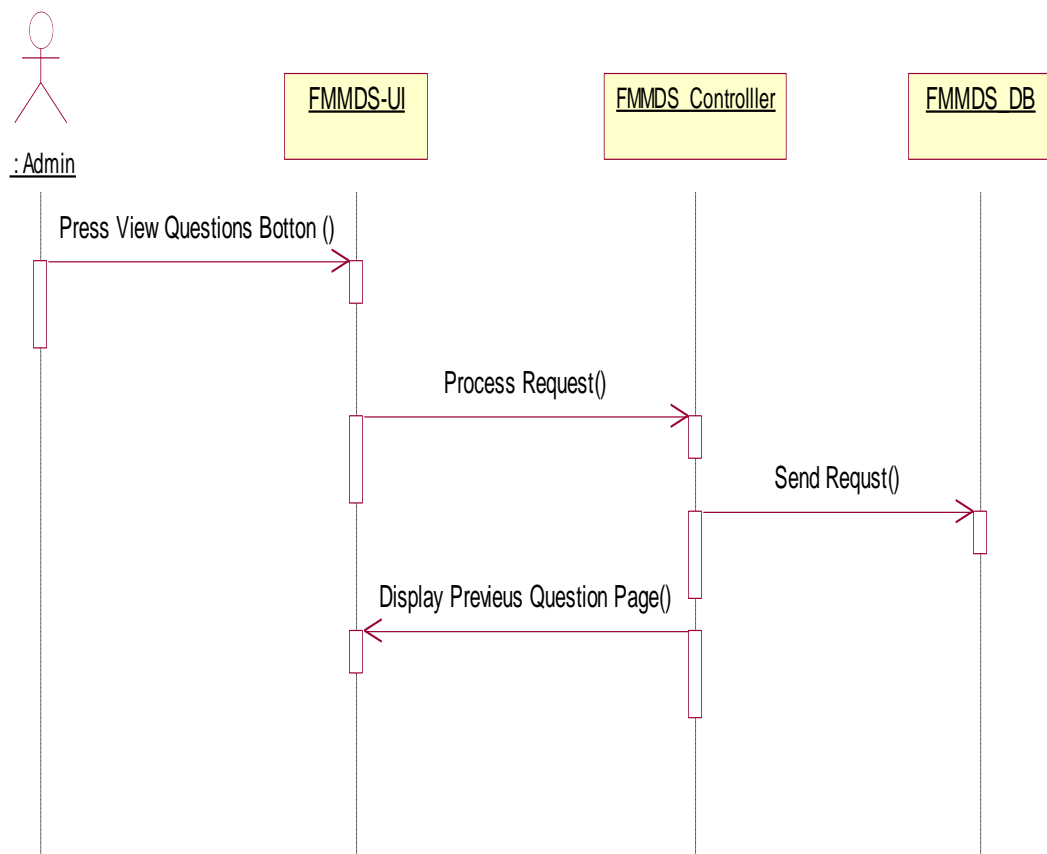 FMMDS-UI
FMMDS_Controlller
FMMDS_DB
: Admin
Press View Questions Botton ()
Process Request()
Send Requst()
Display Previeus Question Page()